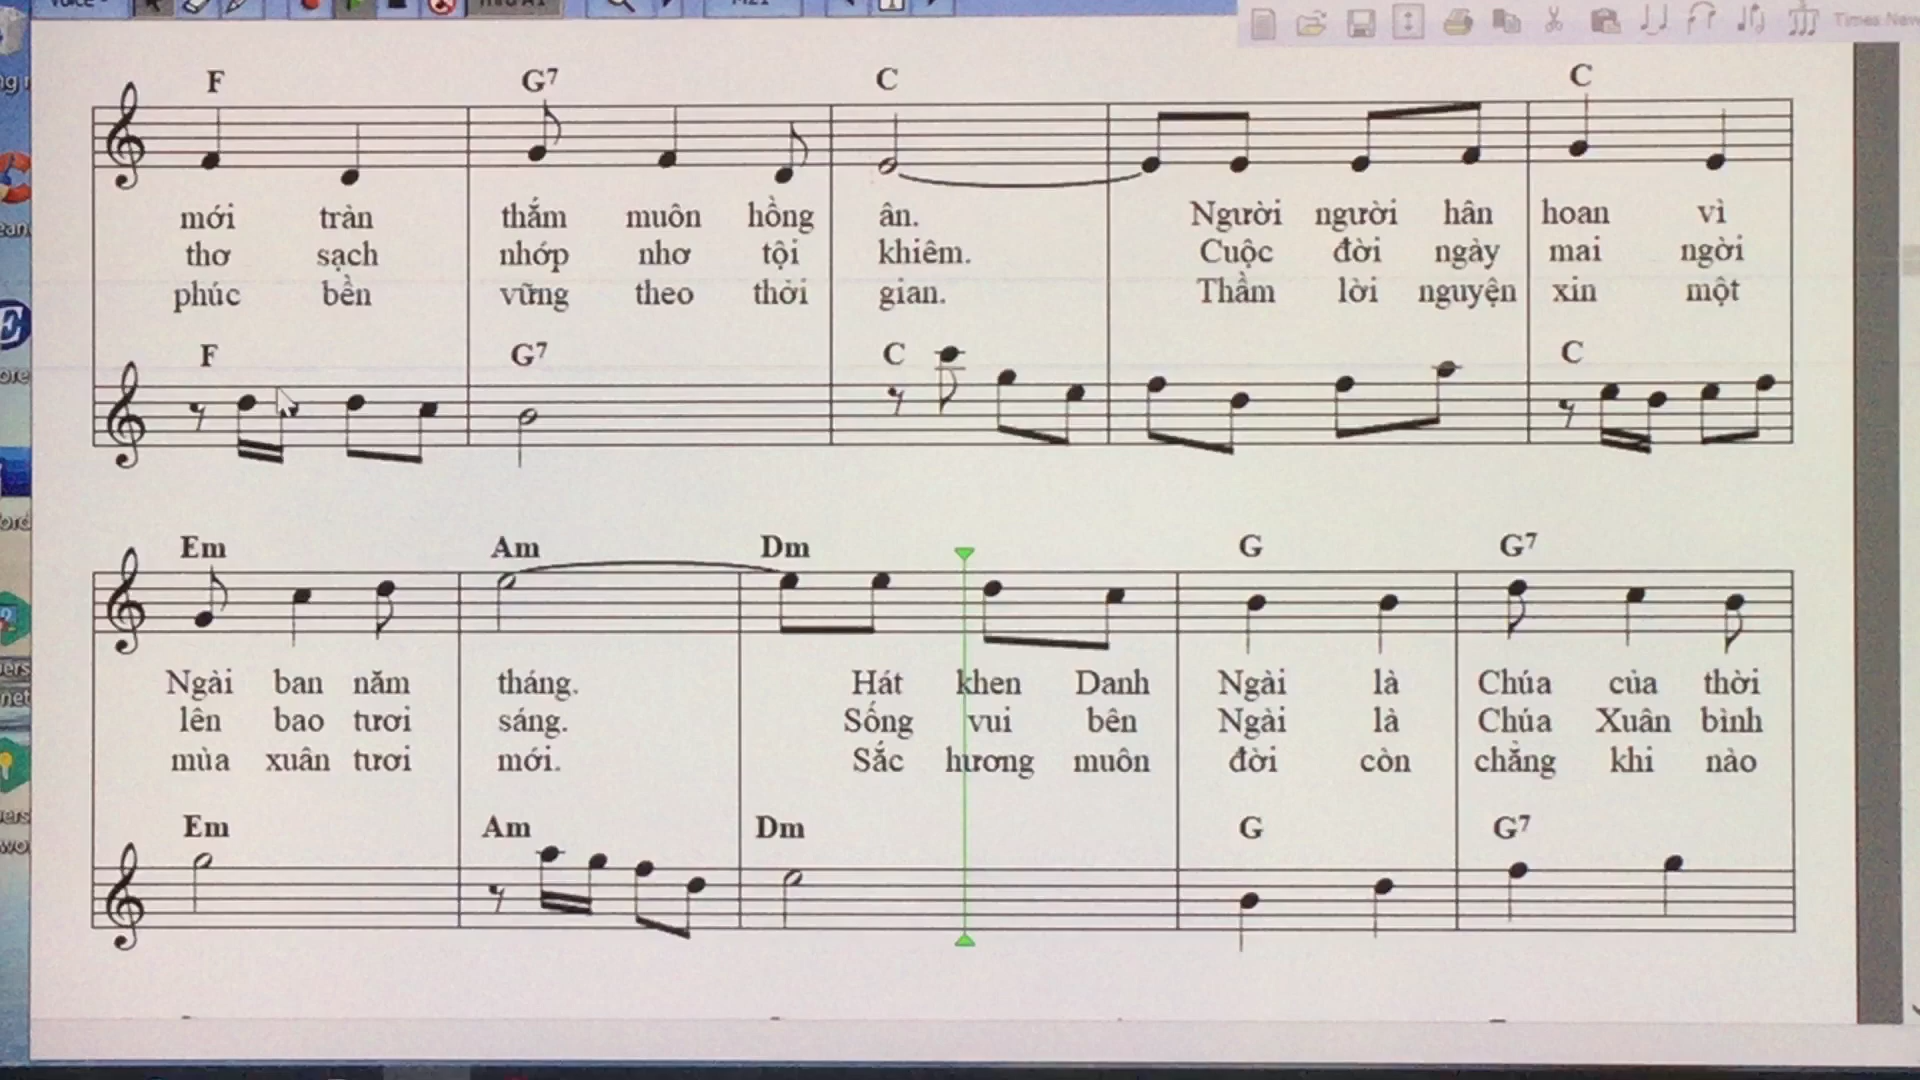 Times New
F G7 C C
mới tràn thắm muôn hồng ân. Người người hân hoan vì
thơ sạch nhớp nhơ tội khiêm. Cuộc đời ngày mai ngời
phúc bền vững theo thời gian. Thầm lời nguyện xin một
F G7 C C
Em Am Dm G G7
Ngài ban năm tháng. Hát khen Danh Ngài là Chúa của thời
lên bao tươi sáng. Sống vui bên Ngài là Chúa Xuân bình
mùa xuân tươi mới. Sắc hương muôn đời còn chẳng khi nào
Em Am Dm G G7